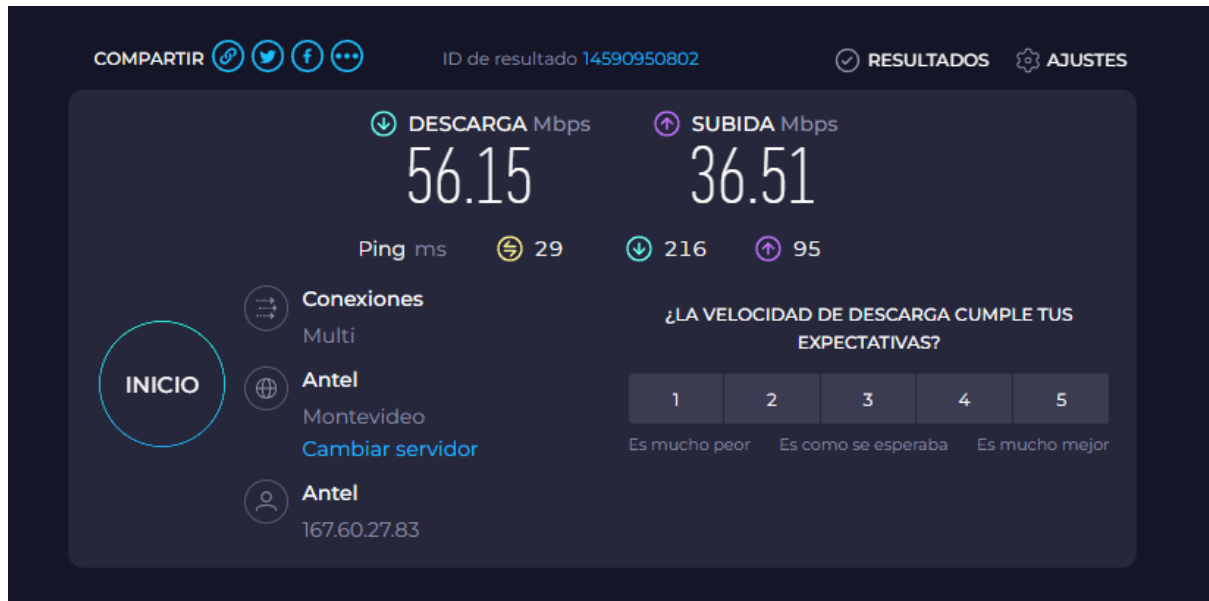 COMPARTIR ID de resultado 14590950802 RESULTADOS AJUSTES
DESCARGA Mbps SUBIDA Mbps
56.15 36.51
Ping ms 29 216 95
Conexiones
Multi
INICIO
Antel
Montevideo
Cambiar servidor
Antel
167.60.27.83
¿LA VELOCIDAD DE DESCARGA CUMPLE TUS
EXPECTATIVAS?
1 2 3 4 5
Es mucho peor Es como se esperaba Es mucho mejor